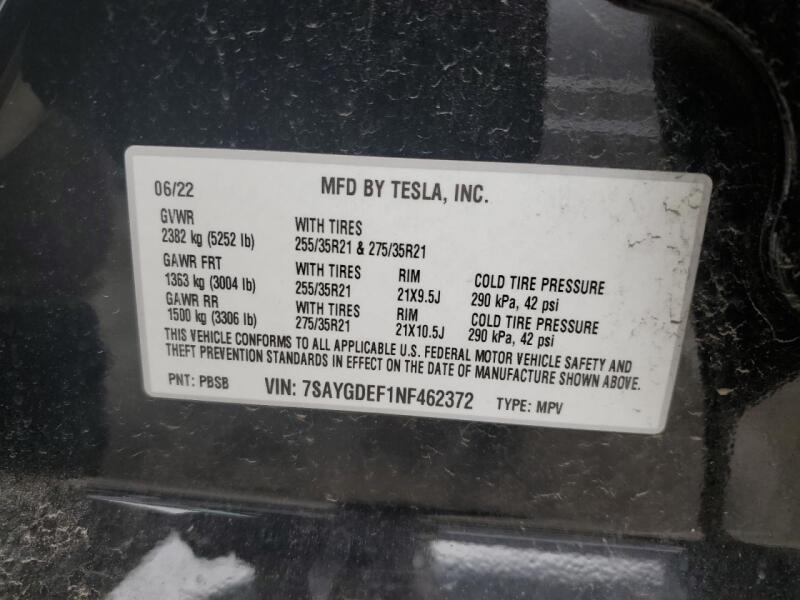 06/22 MFD BY TESLA, INC.
GVWR
2382 kg (5252 lb)
WITH TIRES
255/35R21 & 275/35R21
GAWR FRT
1363 kg (3004 lb)
WITH TIRES
255/35R21
RIM
21X9.5J
COLD TIRE PRESSURE
290 kPa, 42 psi
GAWR RR
1500 kg (3306 lb)
WITH TIRES
275/35R21
RIM
21X10.5J
COLD TIRE PRESSURE
290 kPa, 42 psi
THIS VEHICLE CONFORMS TO ALL APPLICABLE U.S. FEDERAL MOTOR VEHICLE SAFETY AND
THEFT PREVENTION STANDARDS IN EFFECT ON THE DATE OF MANUFACTURE SHOWN ABOVE.
PNT: PBSB VIN: 7SAYGDEF1NF462372 TYPE: MPV